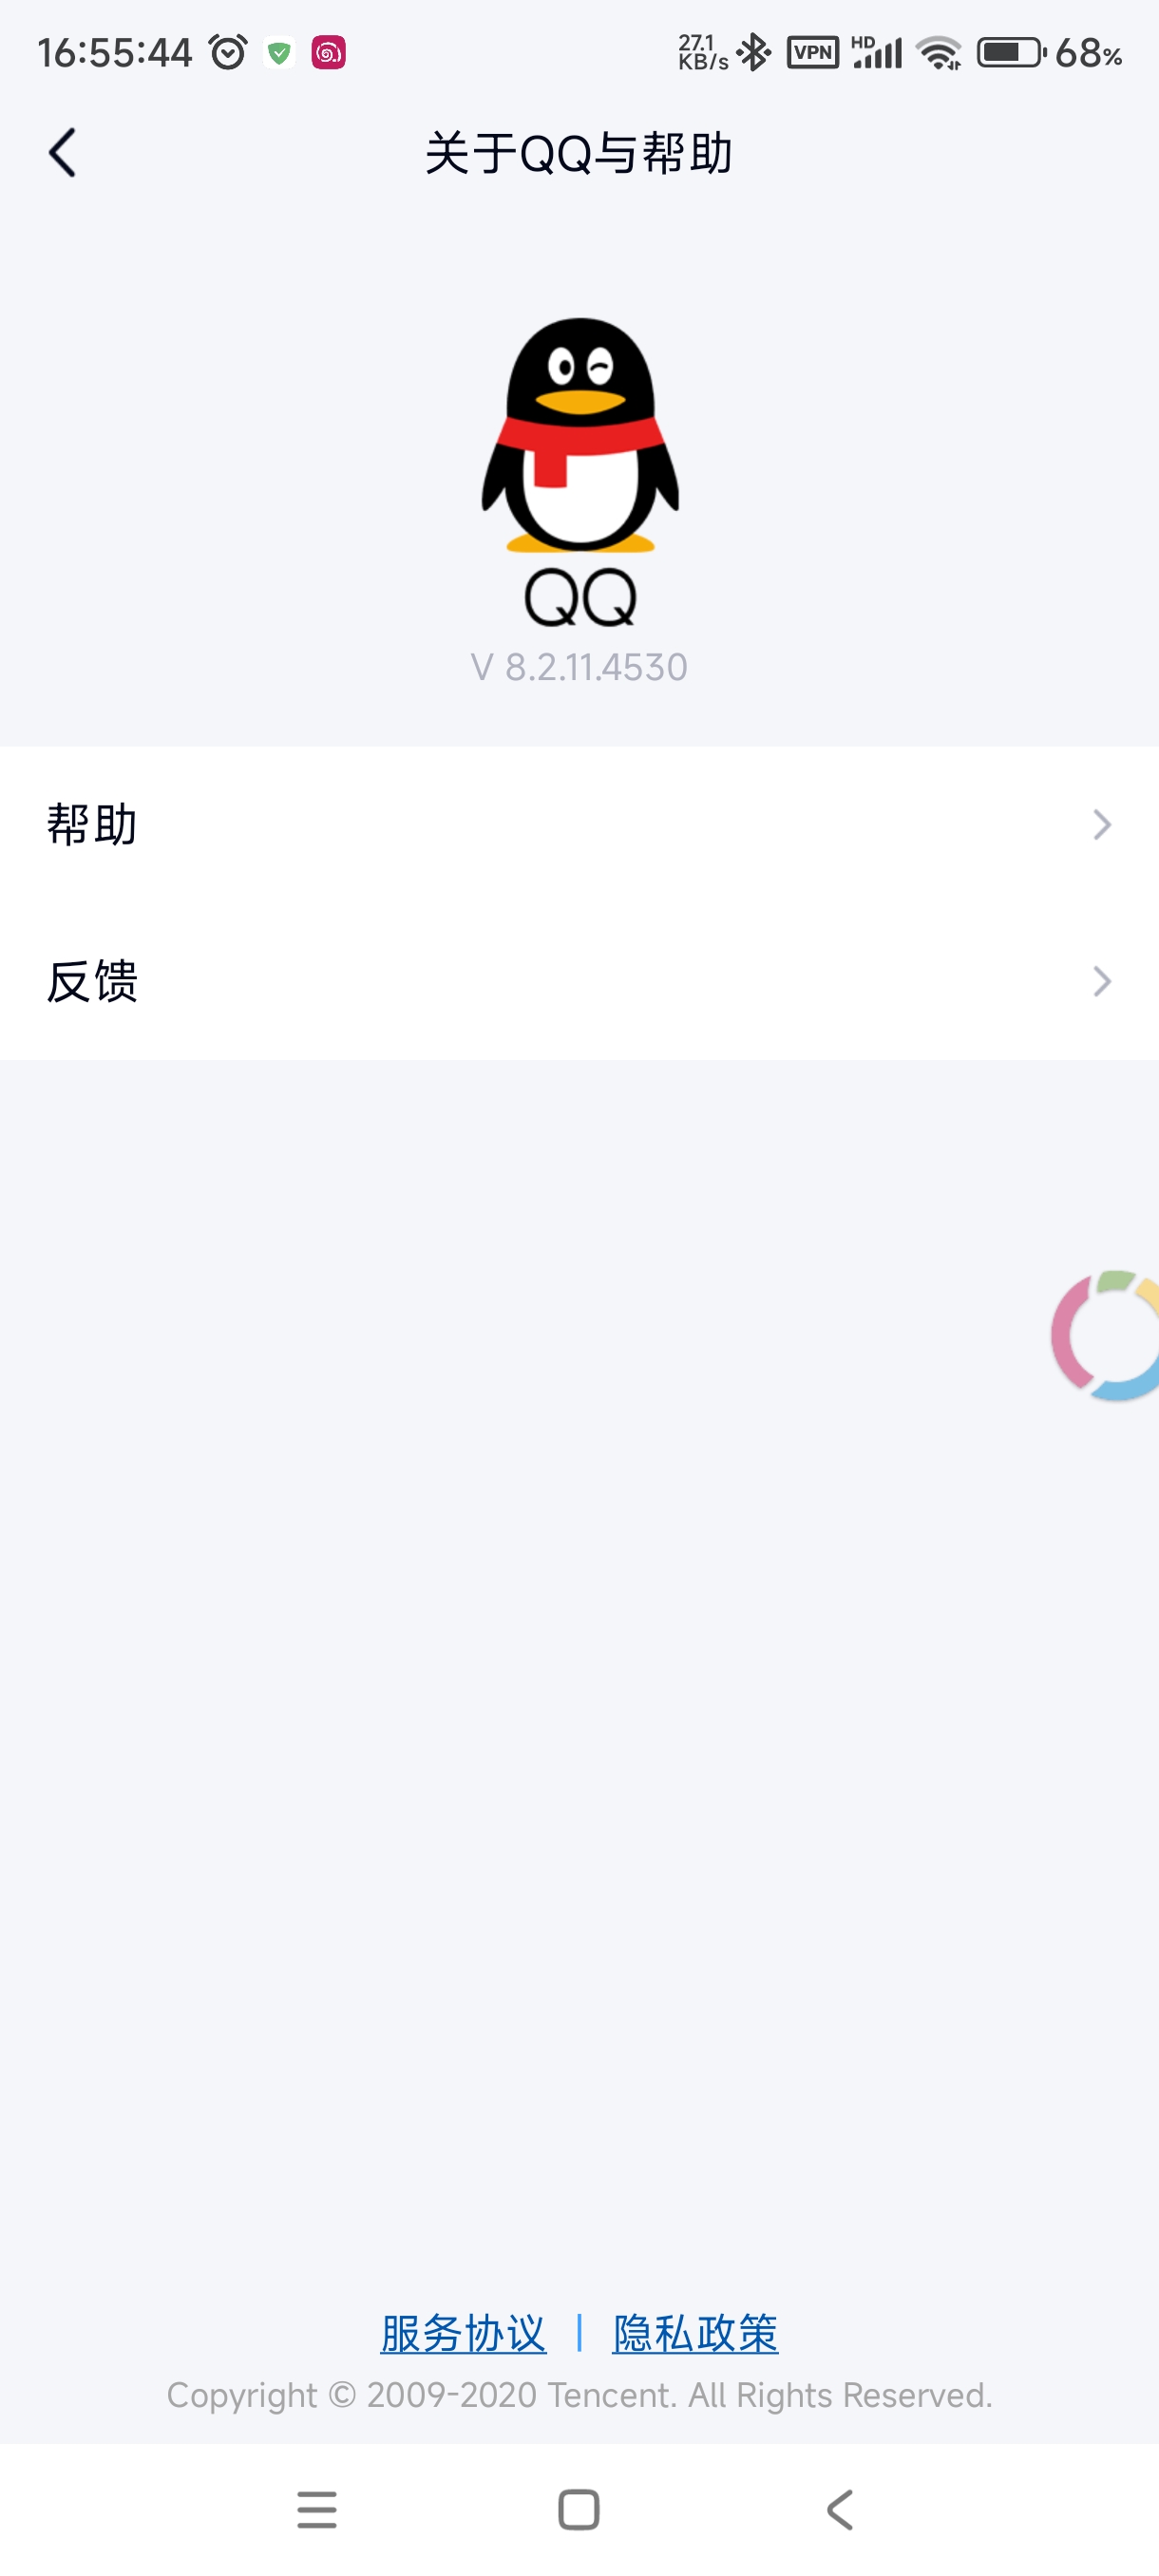 16:55:44
27.1 KB/s VPN HD 68%
关于QQ与帮助
QQ
V 8.2.11.4530
帮助
反馈
服务协议 | 隐私政策
Copyright © 2009-2020 Tencent. All Rights Reserved.